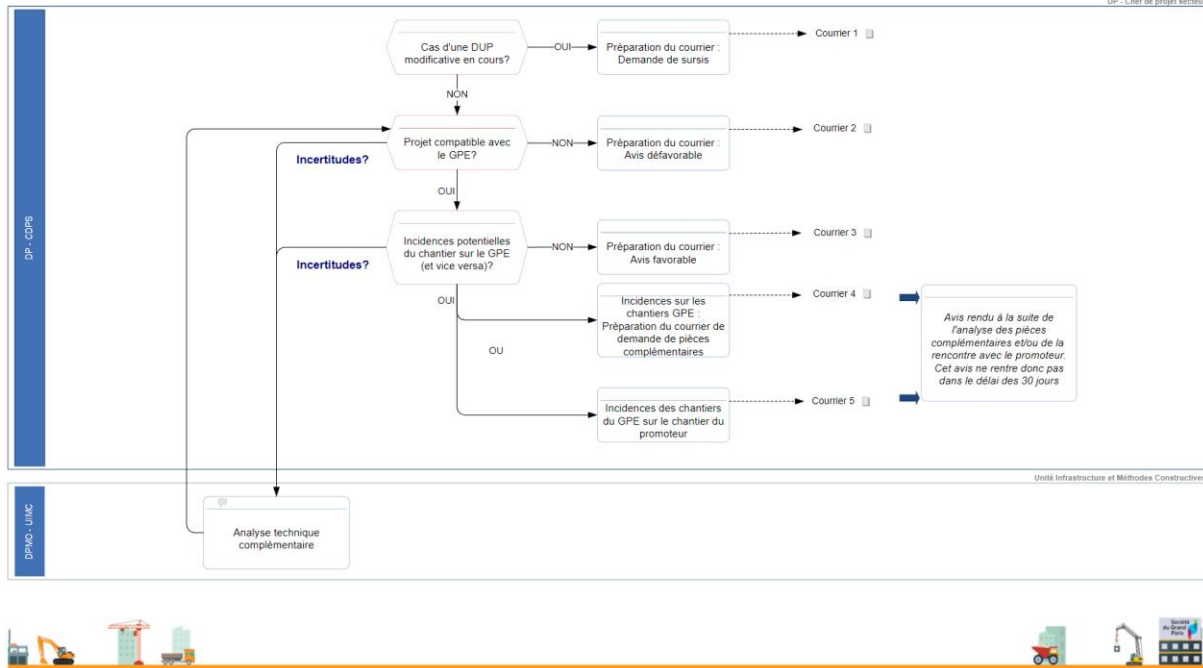 DP - Chef de projet secteur
DP - CDPS
Cas d'une DUP
modificative en cours?
OUI
Préparation du courrier :
Demande de sursis
Courrier 1
NON
Projet compatible avec
le GPE?
Incertitudes?
NON
Préparation du courrier :
Avis défavorable
Courrier 2
OUI
Incidences potentielles
du chantier sur le GPE
(et vice versa)?
Incertitudes?
NON
Préparation du courrier :
Avis favorable
Courrier 3
OUI
OU
Incidences sur les
chantiers GPE :
Préparation du courrier de
demande de pièces
complémentaires
Courrier 4
Avis rendu à la suite de
l'analyse des pièces
complémentaires et/ou de la
rencontre avec le promoteur.
Cet avis ne rentre donc pas
dans le délai des 30 jours
Incidences des chantiers
du GPE sur le chantier du
promoteur
Courrier 5
Unité Infrastructure et Méthodes Constructives
DPMO - UIMC
Analyse technique
complémentaire
Société
du Grand
Paris